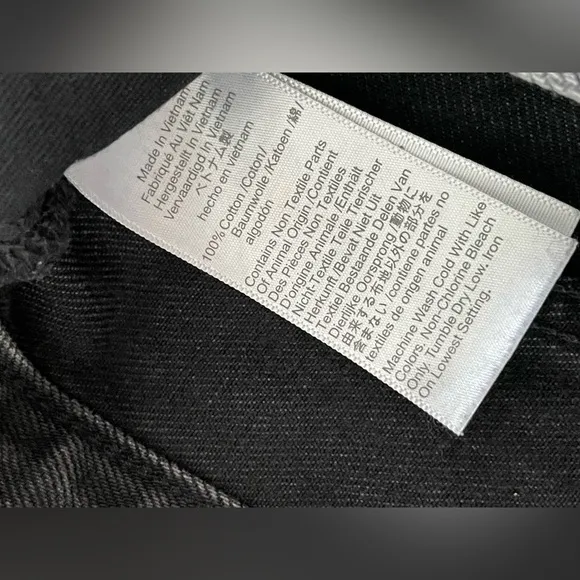 Made In Vietnam
Fabriqué Au Việt Nam
Hergestellt In Vietnam
Vervaardigd In Vietnam
ベトナム製
hecho en vietnam
100% Cotton /Coton/
Baumwolle /Katoen /綿/
algodón
Contains Non Textile Parts
Of Animal Origin /Contient
Des Pièces Non Textiles
D'origine Animale /Enthält
Nicht-Textile Teile Tierischer
Herkunft /Bevat Niet Uit
Textiel Bestaande Delen Van
Dierlijke Oorsprong /動物に
由来する布地以外の部分を
含まない /contiene partes no
textiles de origen animal
Machine Wash Cold With Like
Colors. Non-Chlorine Bleach
Only. Tumble Dry Low. Iron
On Lowest Setting.